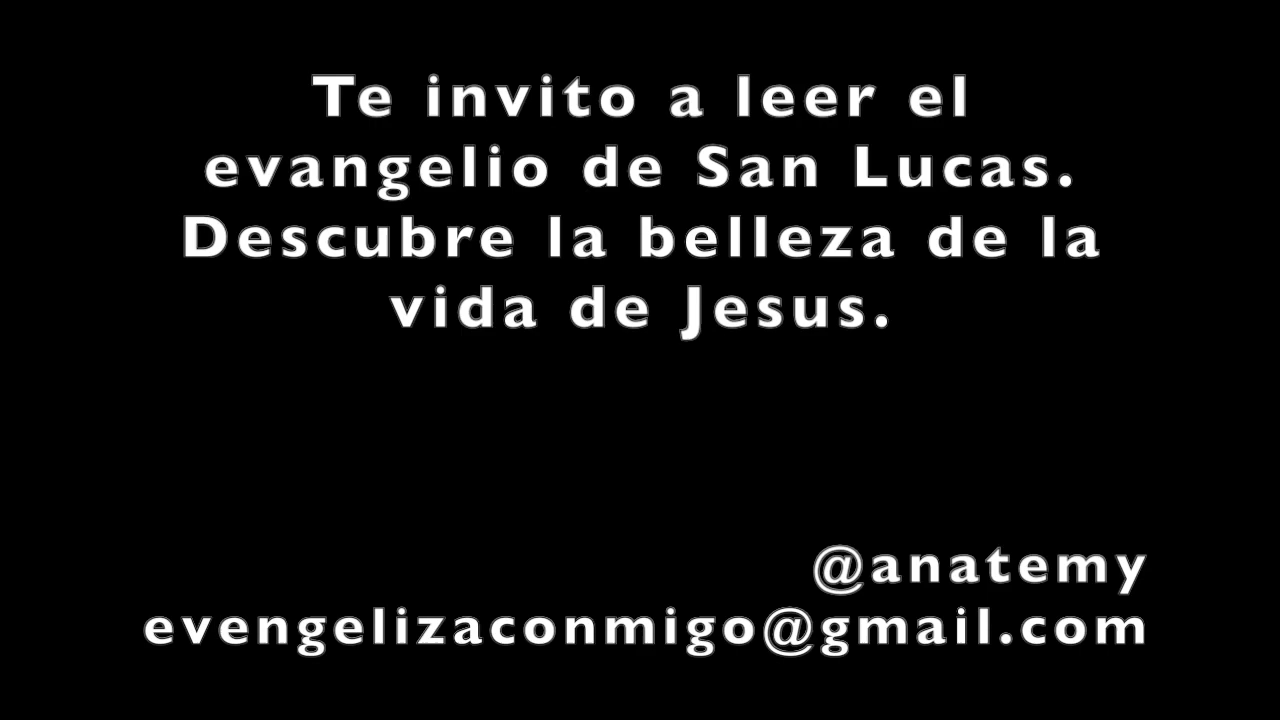 Te invito a leer el
evangelio de San Lucas.
Descubre la belleza de la
vida de Jesus.
@anatemy
evengelizaconmigo@gmail.com